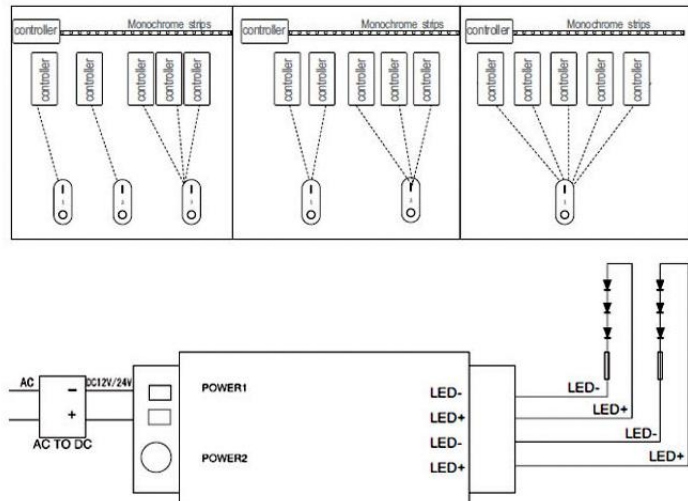 controller Monochrome strips
controller controller controller controller controller
controller Monochrome strips
controller controller controller controller controller
controller Monochrome strips
controller controller controller controller controller
AC
DC12V/24V
AC TO DC
POWER1
POWER2
LED-
LED+
LED-
LED+
LED-
LED+
LED-
LED+